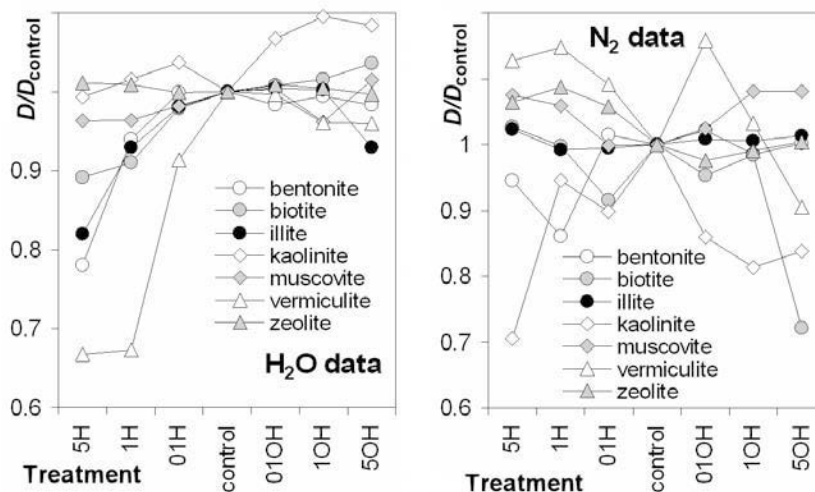 D/Dcontrol
1
0.9
0.8
0.7
0.6
bentonite
biotite
illite
kaolinite
muscovite
vermiculite
zeolite
H2O data
5H
1H
01H
control
01OH
1OH
5OH
Treatment
N2 data
D/Dcontrol
1
0.9
0.8
0.7
0.6
bentonite
biotite
illite
kaolinite
muscovite
vermiculite
zeolite
5H
1H
01H
control
01OH
1OH
5OH
Treatment